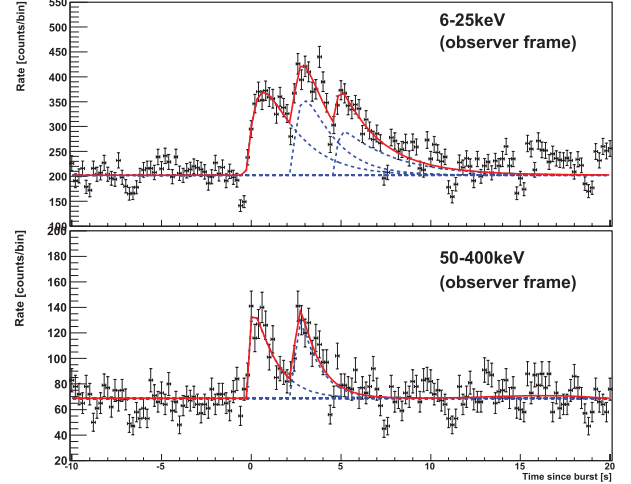 550
500
450
400
350
300
250
200
150
100
Rate [counts/bin]
6-25keV
(observer frame)
200
180
160
140
120
100
80
60
40
20
Rate [counts/bin]
50-400keV
(observer frame)
-10 -5 0 5 10 15 20
Time since burst [s]